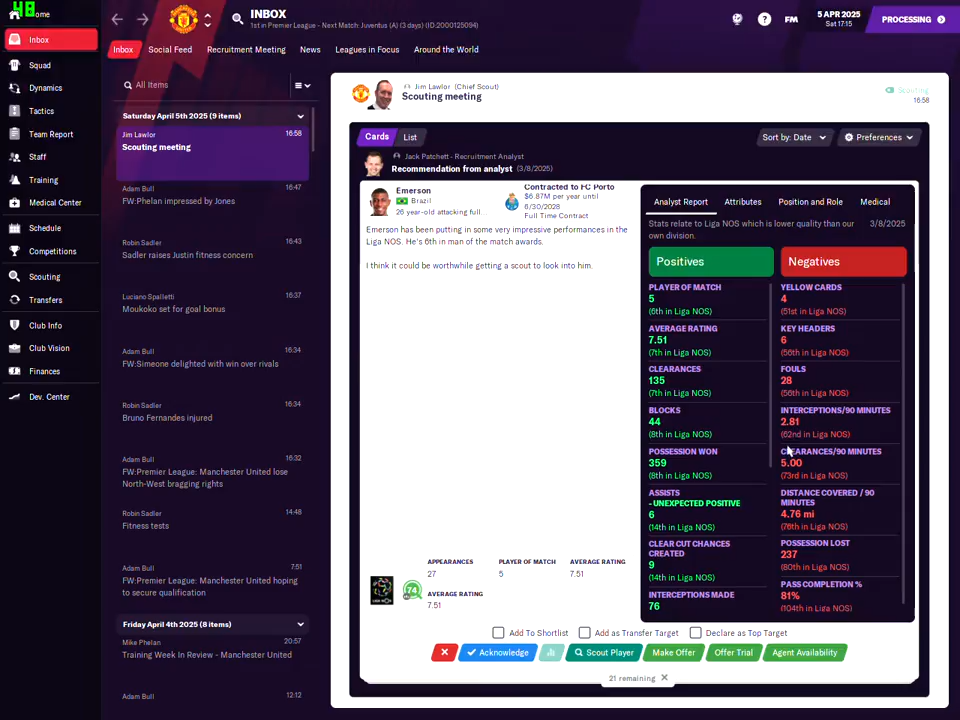 48
ome
INBOX
1st in Premier League - Next Match: Juventus (A) (3 days) (ID:2000125094)
?
FM
5 APR 2025
Sat 17:15
PROCESSING
Inbox
Squad
Dynamics
Tactics
Team Report
Staff
Training
Medical Center
Schedule
Competitions
Scouting
Transfers
Club Info
Club Vision
Finances
Dev. Center
Inbox
Social Feed
Recruitment Meeting
News
Leagues in Focus
Around the World
All Items
Saturday April 5th 2025 (9 items)
Jim Lawlor
16:58
Scouting meeting
Adam Bull
16:47
FW:Phelan impressed by Jones
Robin Sadler
16:43
Sadler raises Justin fitness concern
Luciano Spalletti
16:37
Moukoko set for goal bonus
Adam Bull
16:34
FW:Simeone delighted with win over rivals
Robin Sadler
16:34
Bruno Fernandes injured
Adam Bull
16:32
FW:Premier League: Manchester United lose
North-West bragging rights
Robin Sadler
14:48
Fitness tests
Adam Bull
7:51
FW:Premier League: Manchester United hoping
to secure qualification
Friday April 4th 2025 (8 items)
Mike Phelan
20:57
Training Week In Review - Manchester United
Adam Bull
12:12
Jim Lawlor (Chief Scout)
Scouting meeting
Scouting
16:58
Cards
List
Sort by: Date
Preferences
Jack Patchett - Recruitment Analyst
Recommendation from analyst (3/8/2025)
Emerson
Brazil
26 year-old attacking full...
Contracted to FC Porto
$6.87M per year until
6/30/2028
Full Time Contract
Emerson has been putting in some very impressive performances in the
Liga NOS. He's 6th in man of the match awards.
I think it could be worthwhile getting a scout to look into him.
APPEARANCES
27
PLAYER OF MATCH
5
AVERAGE RATING
7.51
74
AVERAGE RATING
7.51
Analyst Report
Attributes
Position and Role
Medical
Stats relate to Liga NOS which is lower quality than our
own division.
3/8/2025
Positives
PLAYER OF MATCH
5
(6th in Liga NOS)
AVERAGE RATING
7.51
(7th in Liga NOS)
CLEARANCES
135
(7th in Liga NOS)
BLOCKS
44
(8th in Liga NOS)
POSSESSION WON
359
(8th in Liga NOS)
ASSISTS
- UNEXPECTED POSITIVE
6
(14th in Liga NOS)
CLEAR CUT CHANCES
CREATED
9
(14th in Liga NOS)
INTERCEPTIONS MADE
76
Negatives
YELLOW CARDS
4
(51st in Liga NOS)
KEY HEADERS
6
(56th in Liga NOS)
FOULS
28
(56th in Liga NOS)
INTERCEPTIONS/90 MINUTES
2.81
(62nd in Liga NOS)
CLEARANCES/90 MINUTES
5.00
(73rd in Liga NOS)
DISTANCE COVERED / 90
MINUTES
4.76 mi
(76th in Liga NOS)
POSSESSION LOST
237
(80th in Liga NOS)
PASS COMPLETION %
81%
(104th in Liga NOS)
Add To Shortlist
Add as Transfer Target
Declare as Top Target
Acknowledge
Scout Player
Make Offer
Offer Trial
Agent Availability
21 remaining